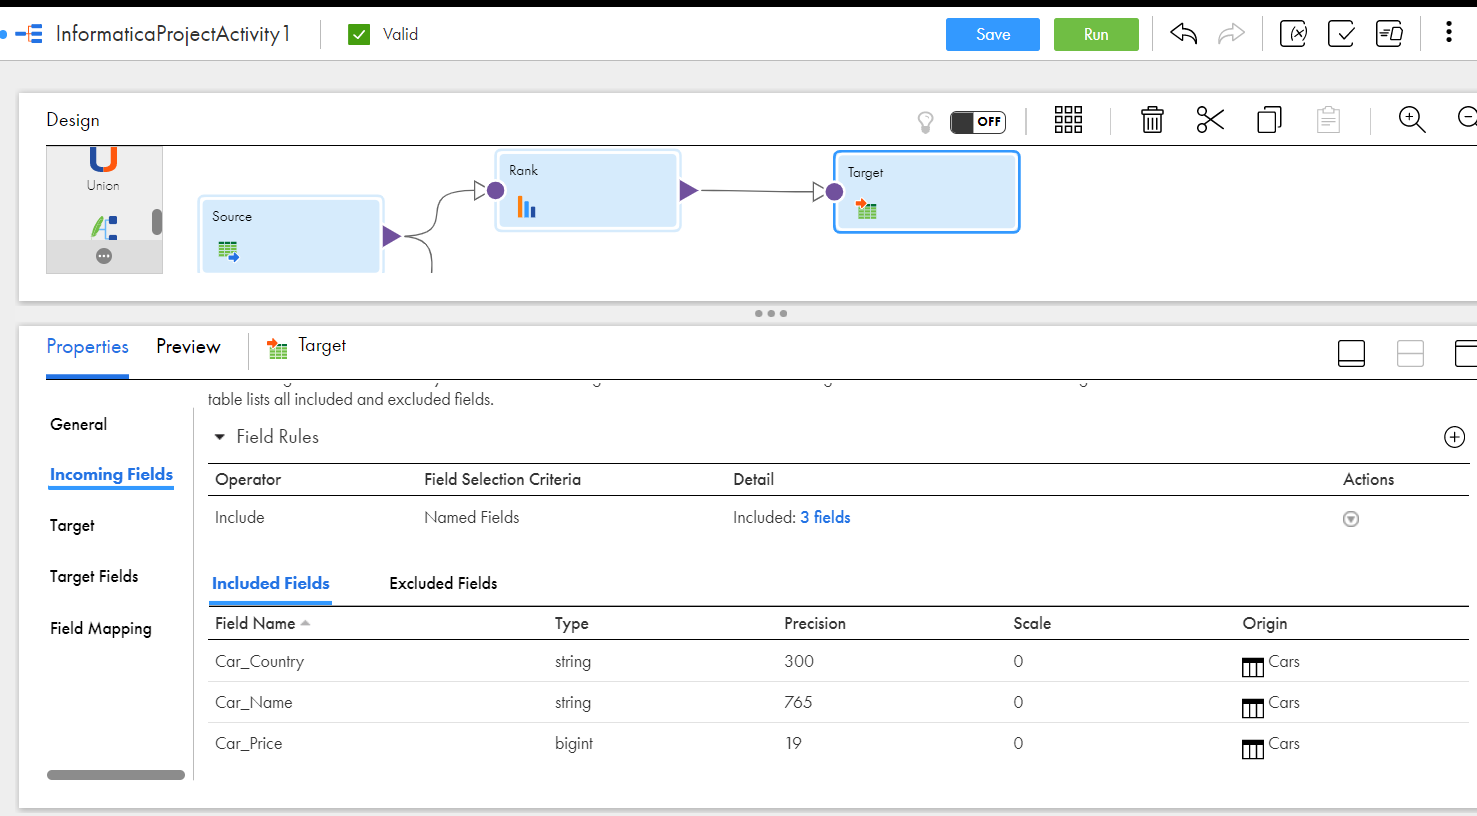 InformaticaProjectActivity1
Valid
Save
Run
Design
OFF
Union
Source
Rank
Target
Properties
Preview
Target
table lists all included and excluded fields.
General
Incoming Fields
Target
Target Fields
Field Mapping
Field Rules
Operator Field Selection Criteria Detail Actions
Include Named Fields Included: 3 fields
Included Fields Excluded Fields
Field Name Type Precision Scale Origin
Car_Country string 300 0 Cars
Car_Name string 765 0 Cars
Car_Price bigint 19 0 Cars